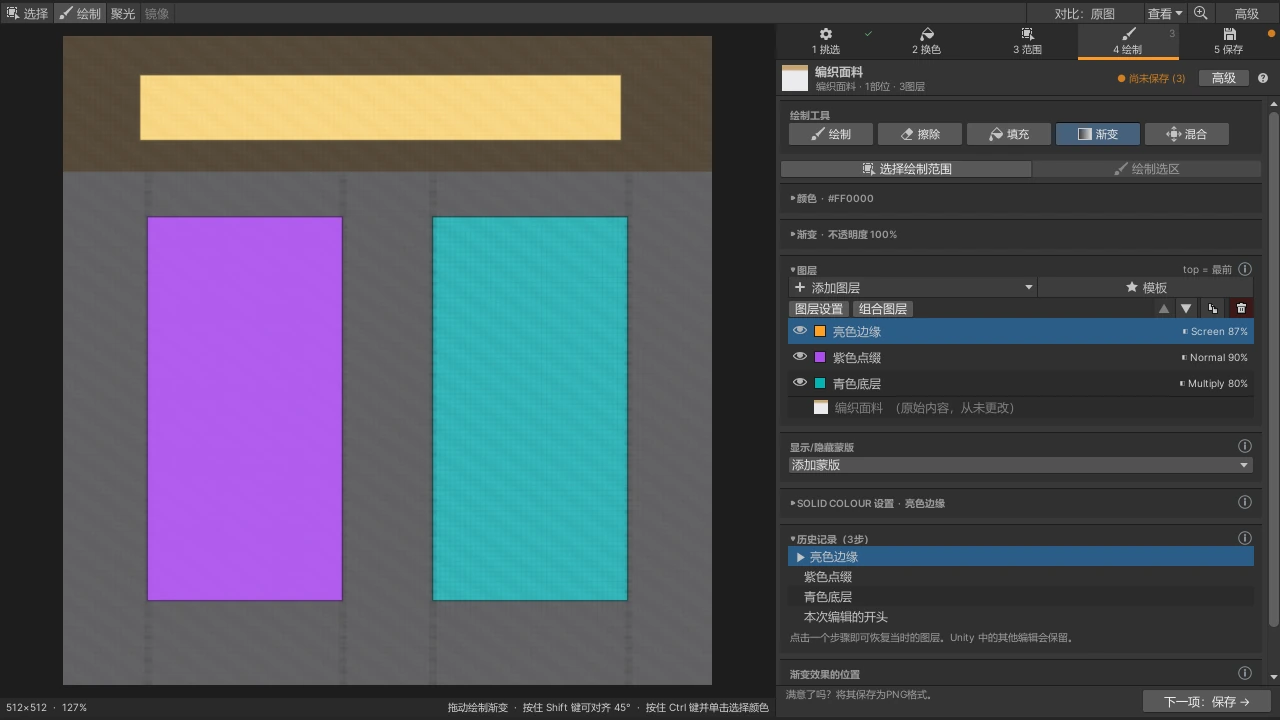 选择 绘制 聚光 镜像 对比：原图 查看 高级
1 挑选 2 换色 3 范围 4 绘制 3 5 保存
编织面料
编织面料 · 1部位 · 3图层 尚未保存 (3) 高级
绘制工具
绘制 擦除 填充 渐变 混合
选择绘制范围 绘制选区
颜色 · #FF0000
渐变 · 不透明度 100%
图层 top = 最前
添加图层 模板
图层设置 组合图层
亮色边缘 Screen 87%
紫色点缀 Normal 90%
青色底层 Multiply 80%
编织面料 （原始内容，从未更改）
显示/隐藏蒙版
添加蒙版
SOLID COLOUR 设置 · 亮色边缘
历史记录（3步）
亮色边缘
紫色点缀
青色底层
本次编辑的开头
点击一个步骤即可恢复当时的图层。Unity 中的其他编辑会保留。
渐变效果的位置
满意了吗？将其保存为PNG格式。
下一项：保存 →
512×512 · 127% 拖动绘制渐变 · 按住 Shift 键可对齐 45° · 按住 Ctrl 键并单击选择颜色